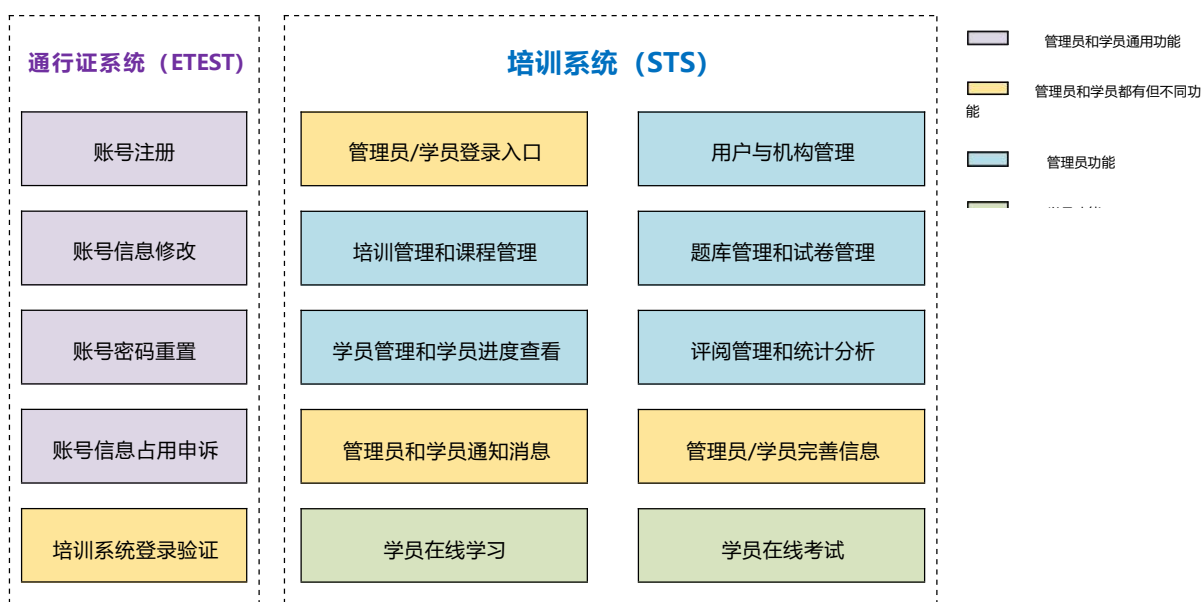 通行证系统（ETEST）
账号注册
账号信息修改
账号密码重置
账号信息占用申诉
培训系统登录验证
培训系统（STS）
管理员/学员登录入口
用户与机构管理
培训管理和课程管理
题库管理和试卷管理
学员管理和学员进度查看
评阅管理和统计分析
管理员和学员通知消息
管理员/学员完善信息
学员在线学习
学员在线考试
管理员和学员通用功能
管理员和学员都有但不同功
能
管理员功能